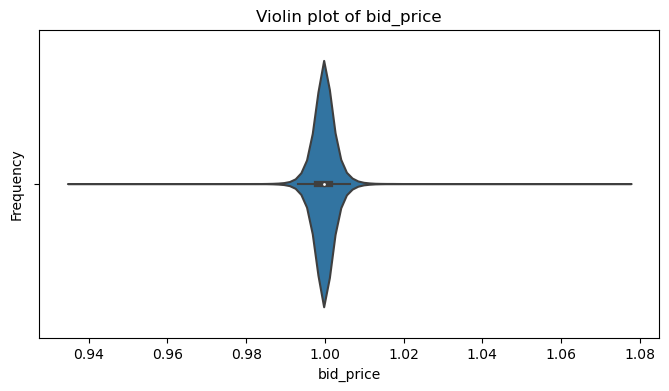 Violin plot of bid_price
Frequency
0.94 0.96 0.98 1.00 1.02 1.04 1.06 1.08
bid_price